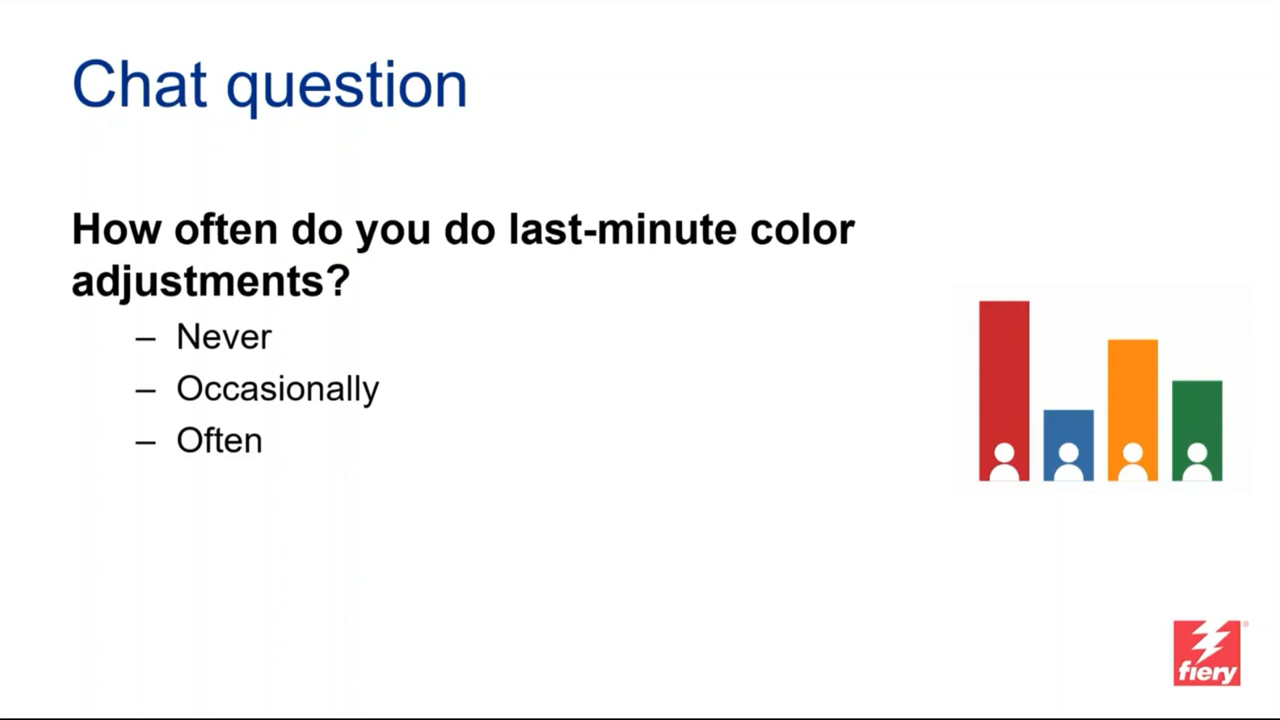 Chat question
How often do you do last-minute color
adjustments?
– Never
– Occasionally
– Often
fiery®